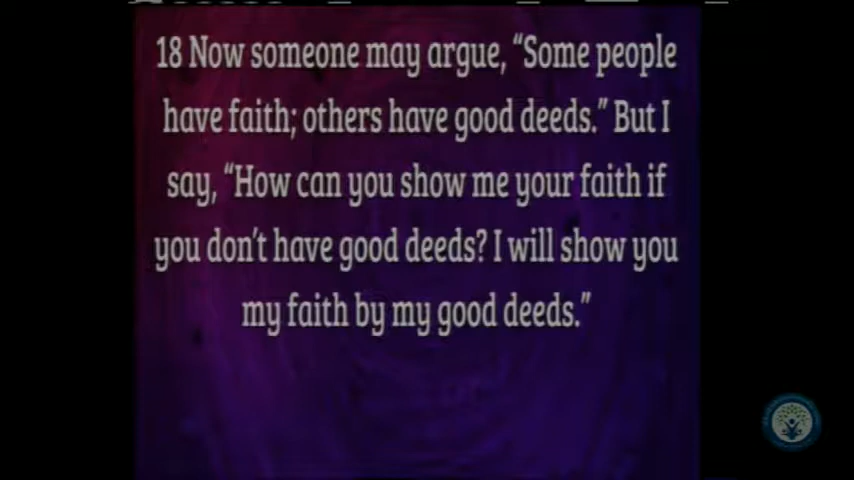 18 Now someone may argue, “Some people
have faith; others have good deeds.” But I
say, “How can you show me your faith if
you don't have good deeds? I will show you
my faith by my good deeds.”